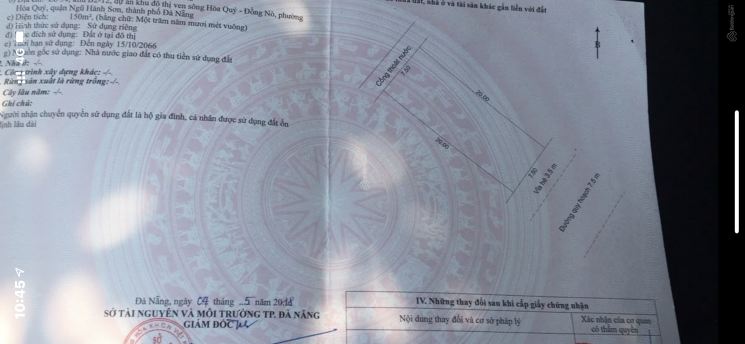 dự án khu đô thị ven sông Hòa Quý - Đồng Nò, phường
Hòa Quý, quận Ngũ Hành Sơn, thành phố Đà Nẵng
c) Diện tích: 150m², (bằng chữ: Một trăm năm mươi mét vuông)
d) Hình thức sử dụng: Sử dụng riêng
đích sử dụng: Đất ở tại đô thị
hạn sử dụng: Đến ngày 15/10/2066
gốc sử dụng: Nhà nước giao đất có thu tiền sử dụng đất
2. Nhà ở: -/-
Công trình xây dựng khác: -/-
Rừng sản xuất là rừng trồng: -/-
Cây lâu năm: -/-
Ghi chú:
Người nhận chuyển quyền sử dụng đất là hộ gia đình, cá nhân được sử dụng đất ổn
định lâu dài
Đà Nẵng, ngày 04 tháng 5 năm 2018
SỞ TÀI NGUYÊN VÀ MÔI TRƯỜNG TP. ĐÀ NẴNG
GIÁM ĐỐC
nhà ở và tài sản khác gắn liền với đất
B
Cống thoát nước
7.50
20.00
20.00
7.50
Vỉa hè 3.5 m
Đường quy hoạch 7.5 m
IV. Những thay đổi sau khi cấp giấy chứng nhận
Nội dung thay đổi và cơ sở pháp lý
Xác nhận của cơ quan
có thẩm quyền
10:45